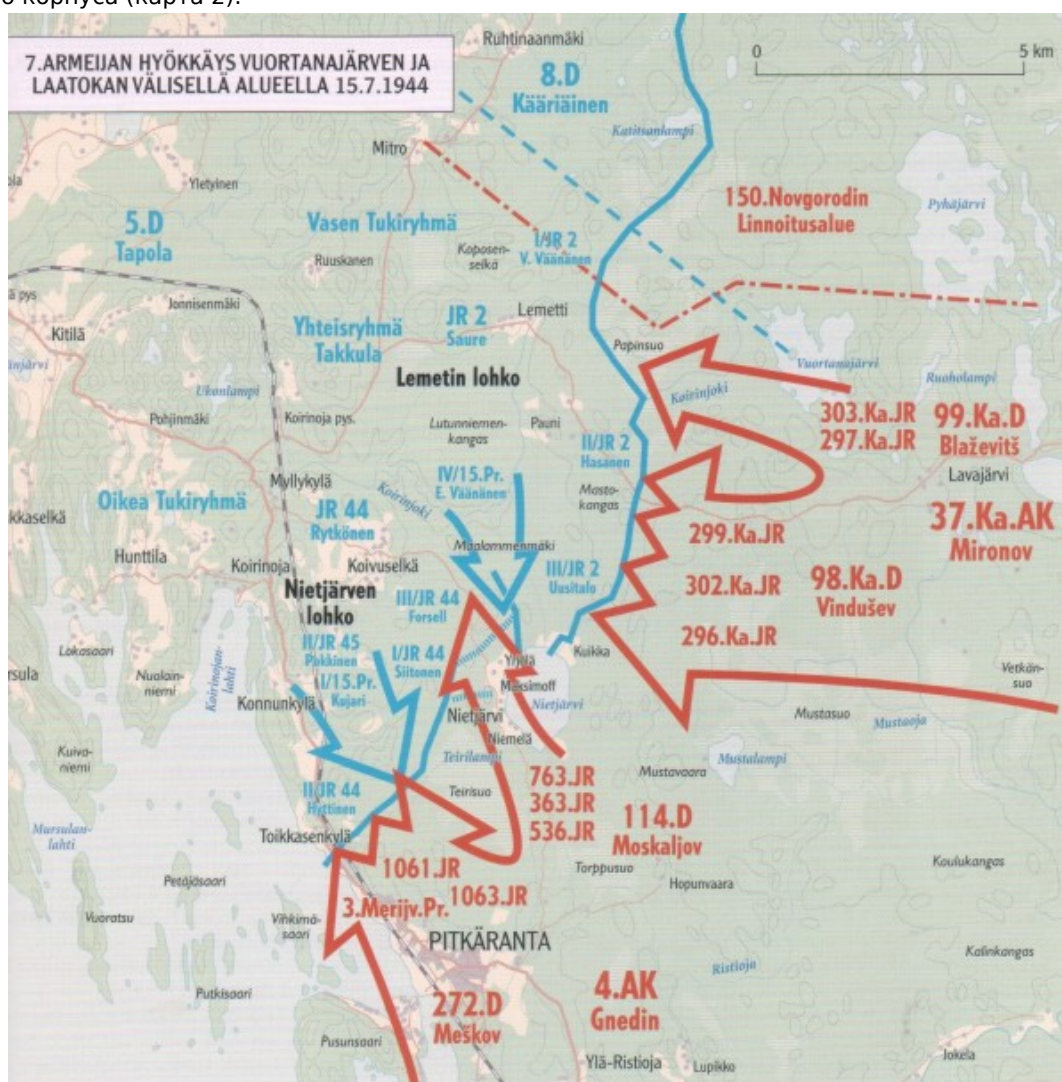 о корпуса (карта 2).
7.ARMEIJAN HYÖKKÄYS VUORTANAJÄRVEN JA
LAATOKAN VÄLISELLÄ ALUEELLA 15.7.1944
Ruhtinaanmäki
0
5 km
8.D
Kääriäinen
Katitsanlampi
Mitro
Yletyinen
150.Novgorodin
Linnoitusalue
Pyhäjärvi
5.D
Tapola
Vasen Tukiryhmä
Ruuskanen
Koposen-
selkä
I/JR 2
V. Väänänen
Jonnisenmäki
Kitilä
Yhteisryhmä
Takkula
JR 2
Saure
Lemetti
Papinsuo
Vuortanajärvi
Ruoholampi
Ukonlampi
Lemetin lohko
Koirinjoki
303.Ka.JR
297.Ka.JR
99.Ka.D
Blaževitš
Lavajärvi
Pohjinmäki
Koirinoja pys.
Lutunniemen-
kangas
Pauni
II/JR 2
Hasanen
Mosto-
kangas
Myllykylä
Koirinjoki
IV/15.Pr.
E. Väänänen
Oikea Tukiryhmä
JR 44
Rytkönen
Maalammenmäki
299.Ka.JR
37.Ka.AK
Mironov
Hunttila
Koirinoja
Koivuselkä
III/JR 2
Uusitalo
302.Ka.JR
98.Ka.D
Vindušev
Nietjärven
lohko
III/JR 44
Forsell
296.Ka.JR
Lokasaari
Nuolain-
niemi
Koirinojan-
lahti
II/JR 45
Pakkinen
I/15.Pr.
Kujari
I/JR 44
Siitonen
Yrjölä
Maksimoff
Kuikka
Vetkän-
suo
Konnunkylä
Nietjärvi
Nietjärvi
Niemelä
Mustasuo
Mustaoja
Kuiva-
niemi
Teirilampi
Mustavaara
Mustalampi
II/JR 44
Hyttinen
Teirisuo
763.JR
363.JR
536.JR
114.D
Moskaljov
Mursulan-
lahti
Toikkasenkylä
Petäjäsaari
1061.JR
1063.JR
3.Merijv.Pr.
Torppusuo
Hopunvaara
Koulukangas
Vuoratsu
Vihkimä-
saari
PITKÄRANTA
Kalinkangas
Ristioja
Putkisaari
272.D
Meškov
4.AK
Gnedin
Pusunsaari
Ylä-Ristioja
Lupikko
Jokela